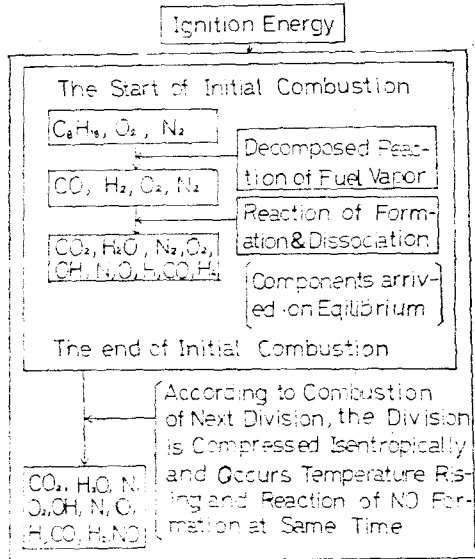 Ignition Energy
The Start of Initial Combustion
C₈H₁₈, O₂, N₂
Decomposed Reac-
tion of Fuel Vapor
CO, H₂, O₂, N₂
Reaction of Form-
ation & Dissociation
CO₂, H₂O, N₂, O₂,
OH, N, O, H, CO, H₂
Components arriv-
ed on Eqilibrium
The end of Initial Combustion
According to Combustion
of Next Division, the Division
is Compressed Isentropically
and Occurs Temperature Ris-
ing and Reaction of NO For-
mation at Same Time
CO₂, H₂O, N
O₂, OH, N, O,
H, CO, H₂, NO